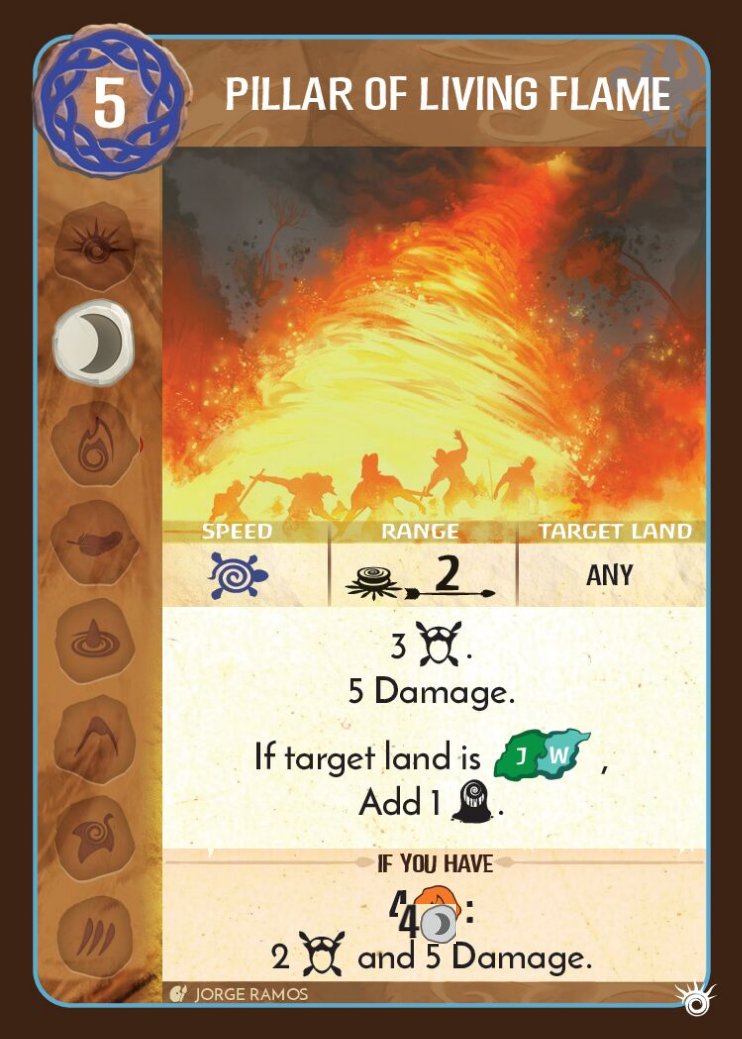 5
PILLAR OF LIVING FLAME
SPEED RANGE TARGET LAND
2 ANY
3 .
5 Damage.
If target land is J W ,
Add 1 .
IF YOU HAVE
4
4 :
2 and 5 Damage.
JORGE RAMOS